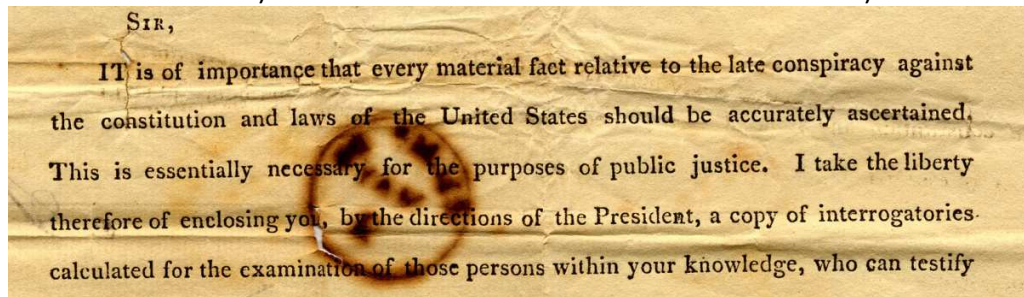 SIR,
IT is of importance that every material fact relative to the late conspiracy against
the constitution and laws of the United States should be accurately ascertained.
This is essentially necessary for the purposes of public justice. I take the liberty
therefore of enclosing you, by the directions of the President, a copy of interrogatories
calculated for the examination of those persons within your knowledge, who can testify